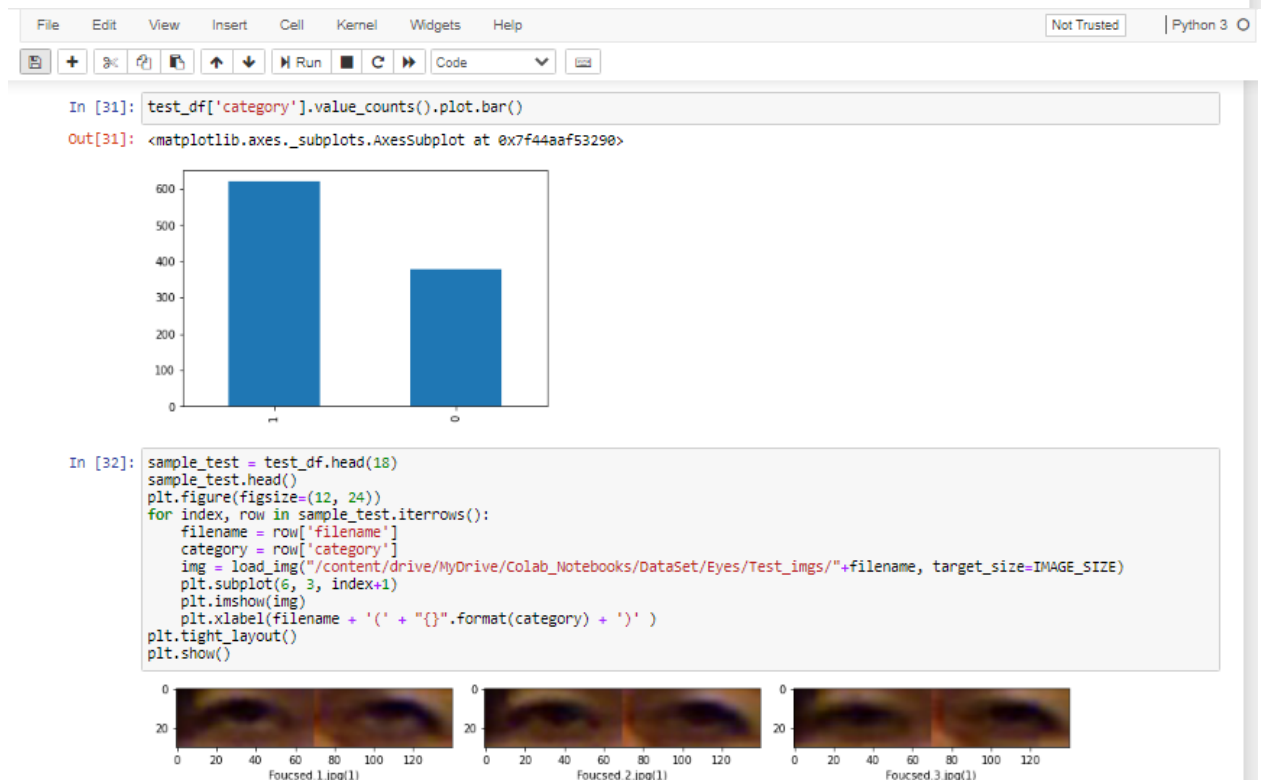 File Edit View Insert Cell Kernel Widgets Help Not Trusted Python 3
Run Code
In [31]: test_df['category'].value_counts().plot.bar()
Out[31]: <matplotlib.axes._subplots.AxesSubplot at 0x7f44aaf53290>
600
500
400
300
200
100
0
1 0
In [32]: sample_test = test_df.head(18)
sample_test.head()
plt.figure(figsize=(12, 24))
for index, row in sample_test.iterrows():
    filename = row['filename']
    category = row['category']
    img = load_img("/content/drive/MyDrive/Colab_Notebooks/DataSet/Eyes/Test_imgs/"+filename, target_size=IMAGE_SIZE)
    plt.subplot(6, 3, index+1)
    plt.imshow(img)
    plt.xlabel(filename + '(' + "{}".format(category) + ')' )
plt.tight_layout()
plt.show()
0 0 0
20 20 20
0 20 40 60 80 100 120 0 20 40 60 80 100 120 0 20 40 60 80 100 120
Foucsed.1.jpg(1) Foucsed.2.jpg(1) Foucsed.3.jpg(1)